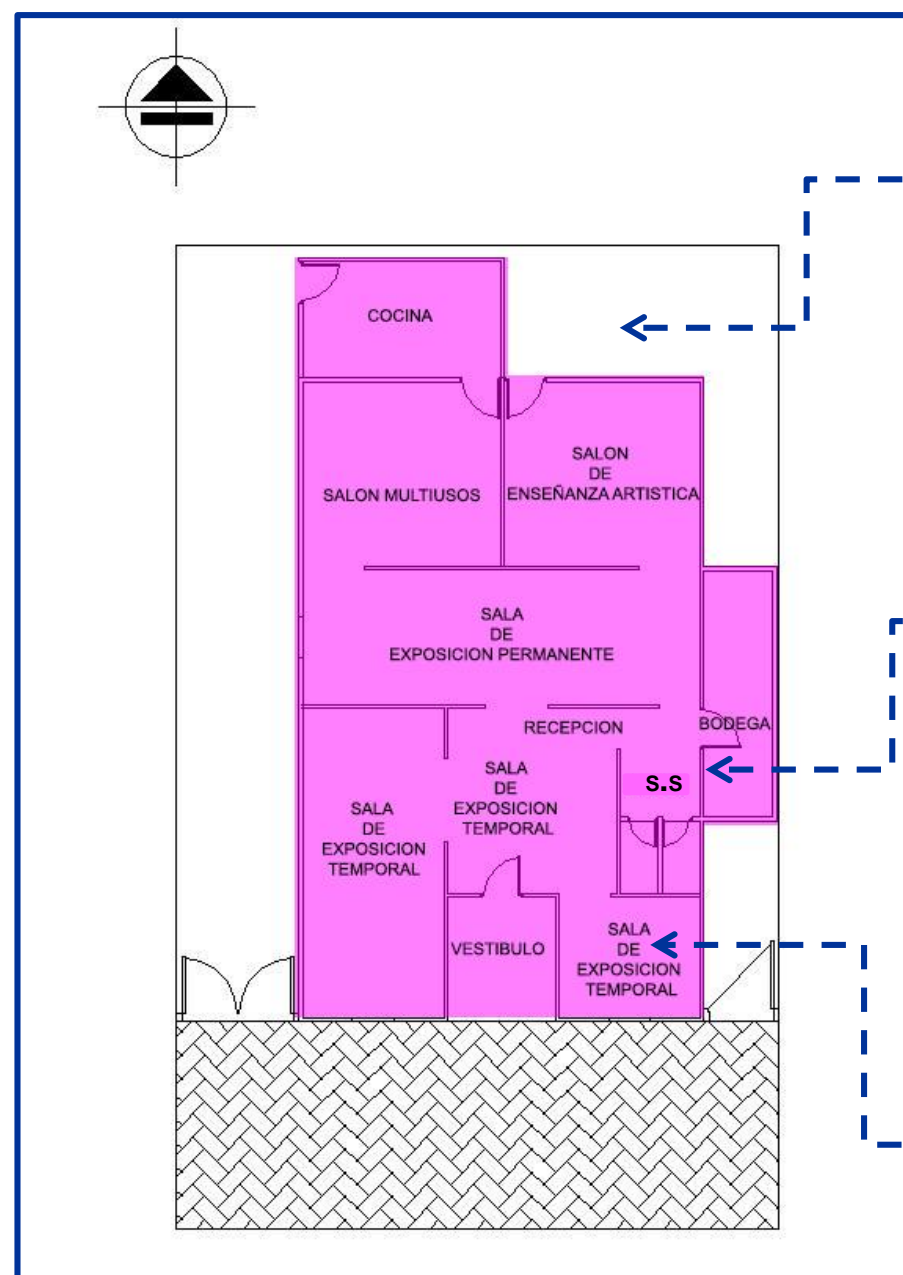 COCINA
SALON MULTIUSOS
SALON
DE
ENSEÑANZA ARTISTICA
SALA
DE
EXPOSICION PERMANENTE
RECEPCION
BODEGA
SALA
DE
EXPOSICION
TEMPORAL
S.S
SALA
DE
EXPOSICION
TEMPORAL
VESTIBULO
SALA
DE
EXPOSICION
TEMPORAL